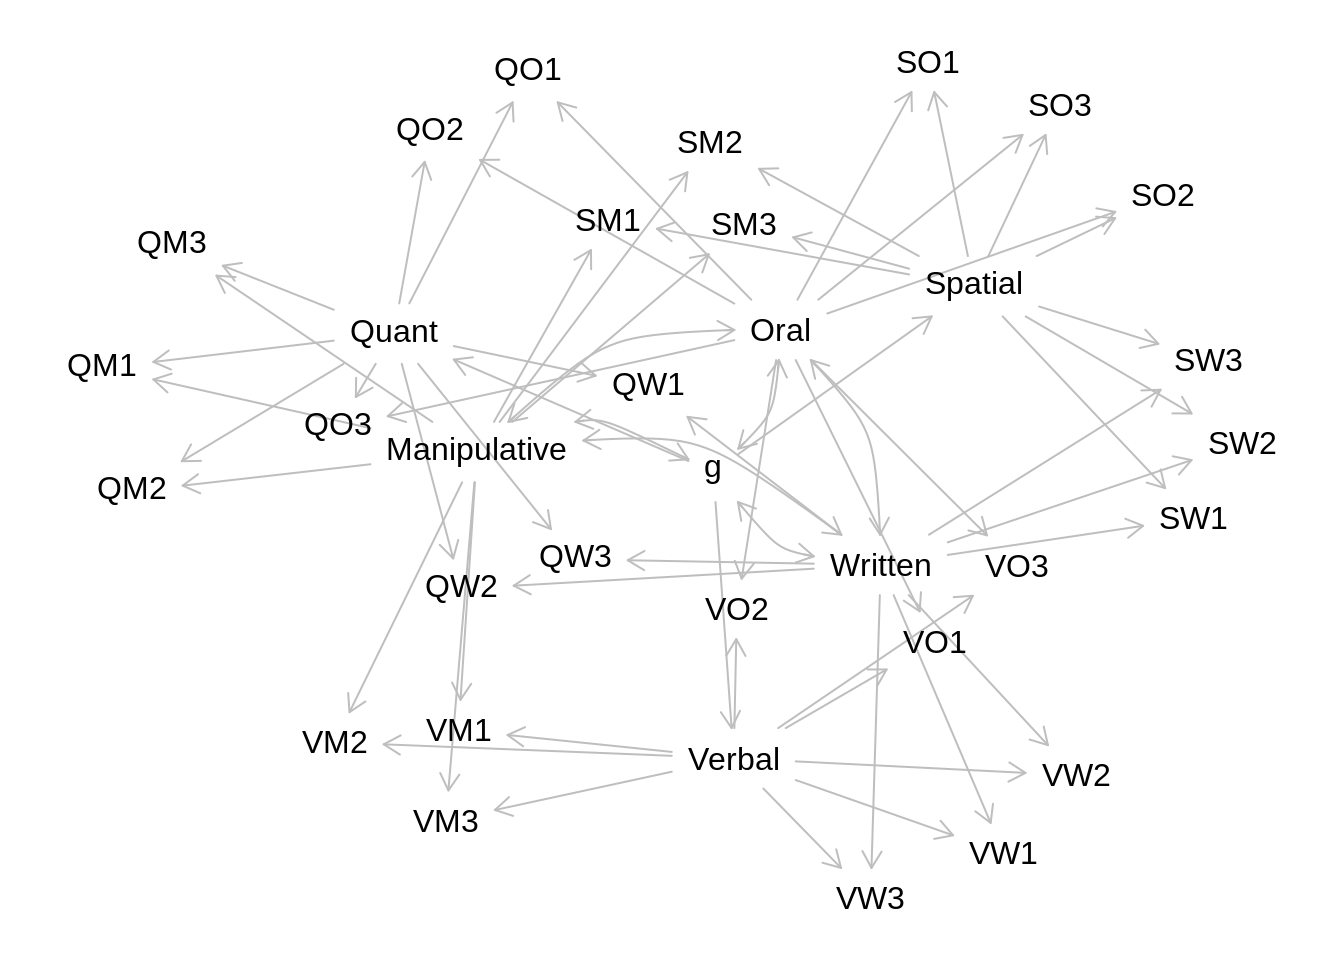 SO1
QO1
SO3
QO2
SM2
SO2
SM1
SM3
QM3
Spatial
Quant
Oral
SW3
QM1
QW1
QO3
SW2
Manipulative
g
QM2
SW1
QW3
Written
VO3
QW2
VO2
VO1
VM1
VM2
Verbal
VW2
VM3
VW1
VW3